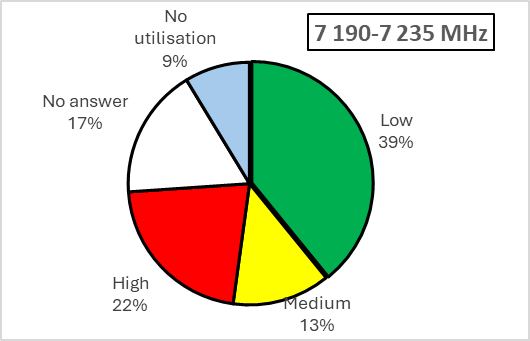 No
utilisation
9%
7 190-7 235 MHz
No answer
17%
Low
39%
High
22%
Medium
13%